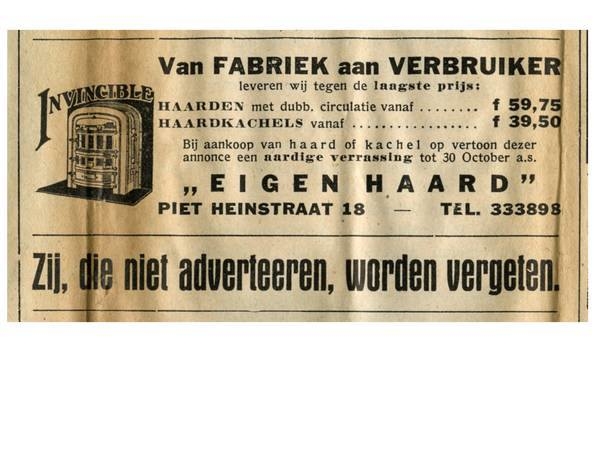 INVINCIBLE
Van FABRIEK aan VERBRUIKER
leveren wij tegen de laagste prijs:
HAARDEN met dubb. circulatie vanaf ........ f 59,75
HAARDKACHELS vanaf ................ f 39,50
Bij aankoop van haard of kachel op vertoon dezer
annonce een aardige verrassing tot 30 October a.s.
„EIGEN HAARD”
PIET HEINSTRAAT 18 — TEL. 333898
Zij, die niet adverteeren, worden vergeten.